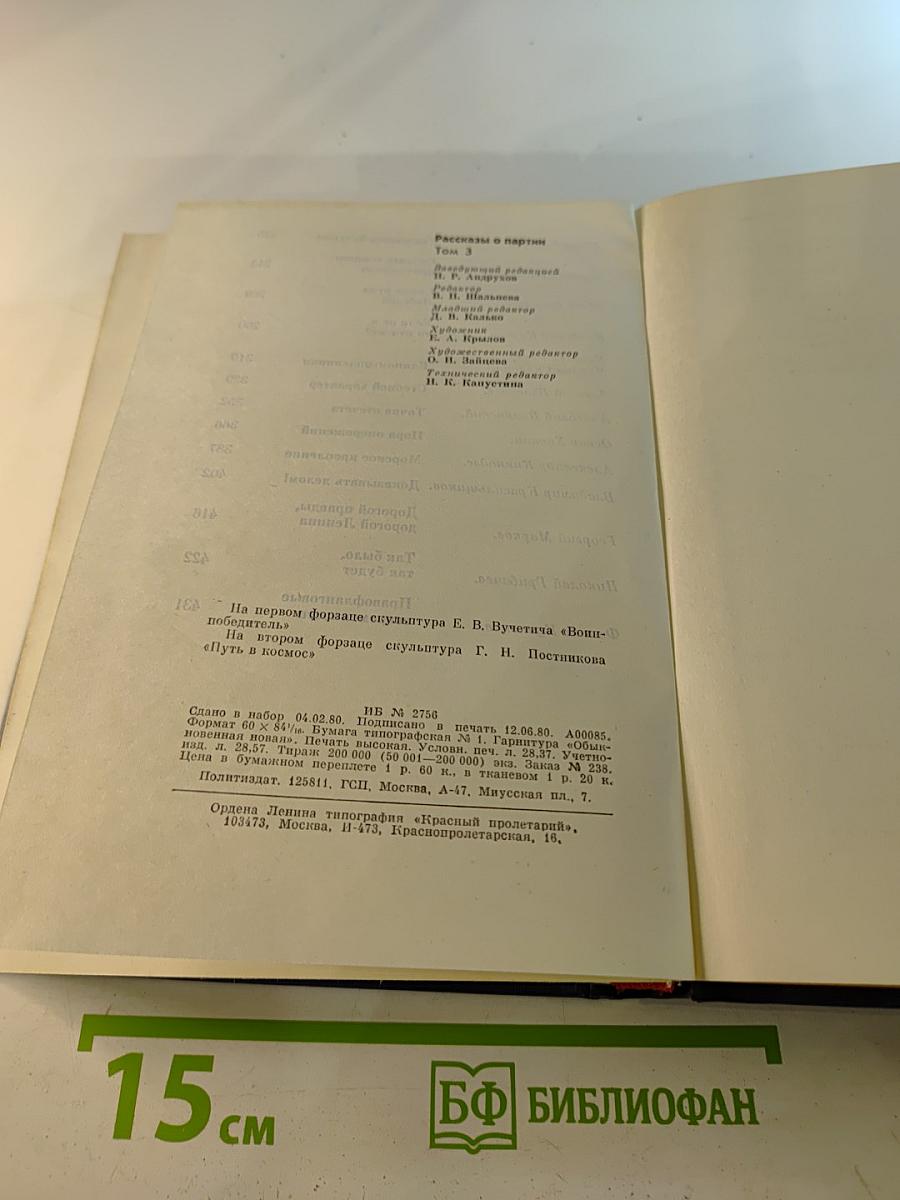 Рассказы о партии
Том 3
Заведующий редакцией
Н. Р. Андрухов
Редактор
В. Н. Шальнева
Младший редактор
Д. В. Калько
Художник
Е. А. Крылов
Художественный редактор
О. Н. Зайцева
Технический редактор
Н. К. Капустина
На первом форзаце скульптура Е. В. Вучетича «Воин-
победитель»
На втором форзаце скульптура Г. Н. Постникова
«Путь в космос»
ИБ № 2756
Сдано в набор 04.02.80. Подписано в печать 12.06.80. А00085.
Формат 60 × 84¹/₁₆. Бумага типографская № 1. Гарнитура «Обык-
новенная новая». Печать высокая. Условн. печ. л. 28,37. Учетно-
изд. л. 28,57. Тираж 200 000 (50 001—200 000) экз. Заказ № 238.
Цена в бумажном переплете 1 р. 60 к., в тканевом 1 р. 20 к.
Политиздат. 125811, ГСП, Москва, А-47, Миусская пл., 7.
Ордена Ленина типография «Красный пролетарий».
103473, Москва, И-473, Краснопролетарская, 16.
15 см
БФ БИБЛИОФАН